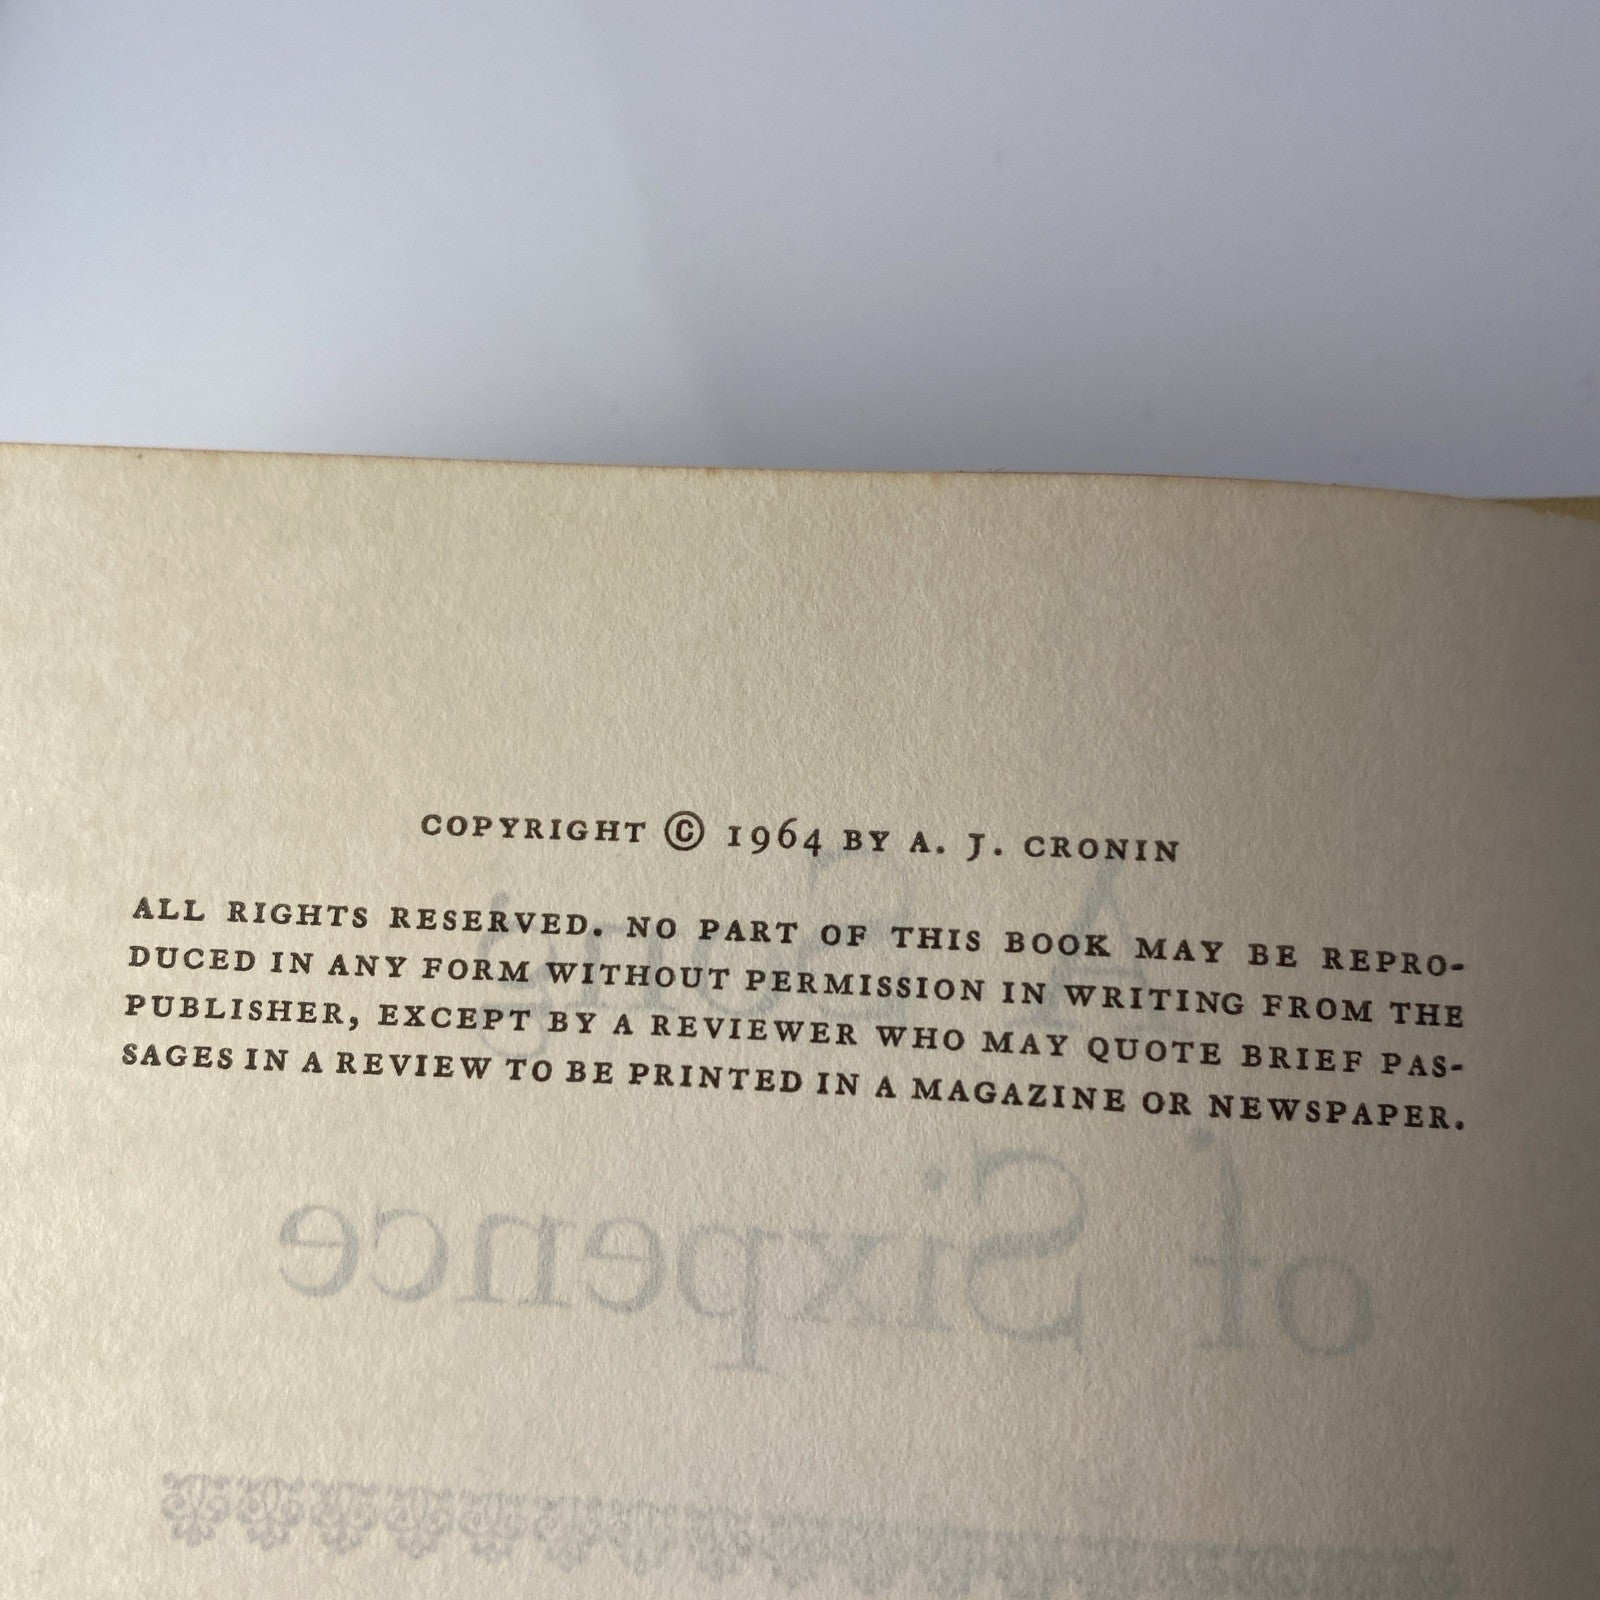 COPYRIGHT © 1964 BY A. J. CRONIN
ALL RIGHTS RESERVED. NO PART OF THIS BOOK MAY BE REPRO-
DUCED IN ANY FORM WITHOUT PERMISSION IN WRITING FROM THE
PUBLISHER, EXCEPT BY A REVIEWER WHO MAY QUOTE BRIEF PAS-
SAGES IN A REVIEW TO BE PRINTED IN A MAGAZINE OR NEWSPAPER.
of Sixpence